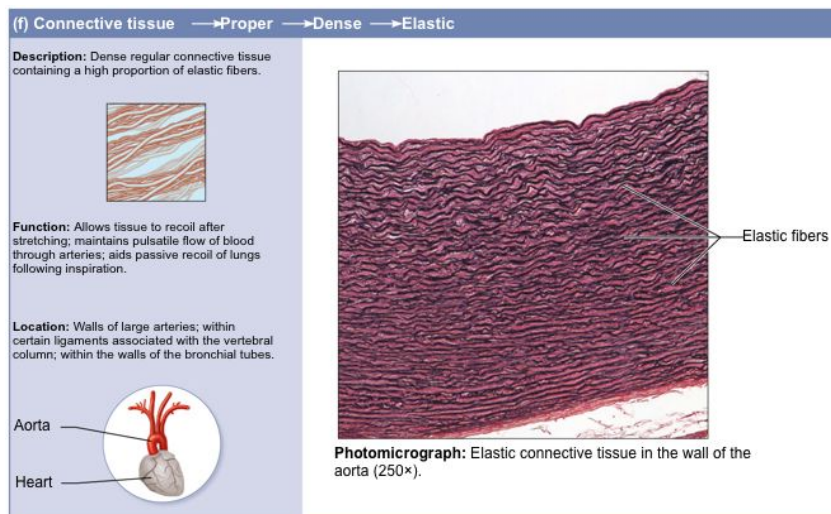 (f) Connective tissue → Proper → Dense → Elastic
Description: Dense regular connective tissue
containing a high proportion of elastic fibers.
Function: Allows tissue to recoil after
stretching; maintains pulsatile flow of blood
through arteries; aids passive recoil of lungs
following inspiration.
Location: Walls of large arteries; within
certain ligaments associated with the vertebral
column; within the walls of the bronchial tubes.
Aorta
Heart
Elastic fibers
Photomicrograph: Elastic connective tissue in the wall of the
aorta (250×).